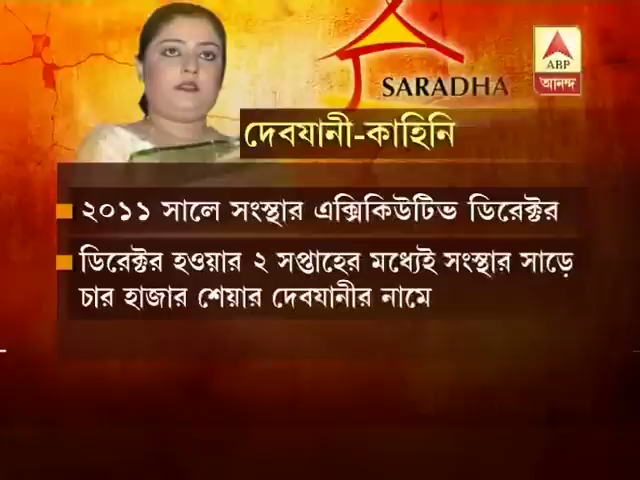 SARADHA
ABP
আনন্দ
দেবযানী-কাহিনি
২০১১ সালে সংস্থার এক্সিকিউটিভ ডিরেক্টর
ডিরেক্টর হওয়ার ২ সপ্তাহের মধ্যেই সংস্থার সাড়ে
চার হাজার শেয়ার দেবযানীর নামে